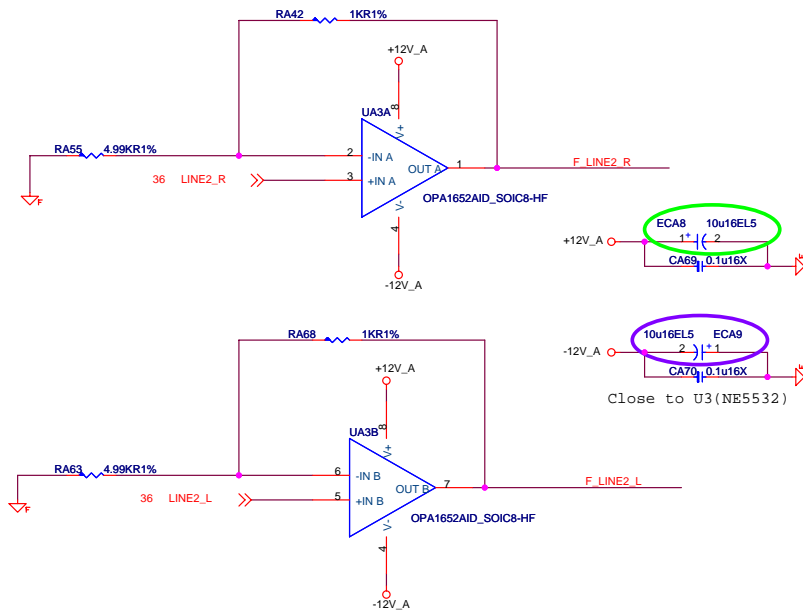 RA42 1KR1%
+12V_A
8
UA3A
V+
RA55 4.99KR1%
2 -IN A
OUT A 1
F_LINE2_R
36 LINE2_R
3 +IN A
F
V-
OPA1652AID_SOIC8-HF
4
-12V_A
ECA8 10u16EL5
+12V_A
1 + 2
CA69 0.1u16X
F
RA68 1KR1%
10u16EL5 ECA9
-12V_A
2 + 1
CA70 0.1u16X
F
Close to U3(NE5532)
+12V_A
8
UA3B
V+
RA63 4.99KR1%
6 -IN B
OUT B 7
F_LINE2_L
36 LINE2_L
5 +IN B
F
V-
OPA1652AID_SOIC8-HF
4
-12V_A